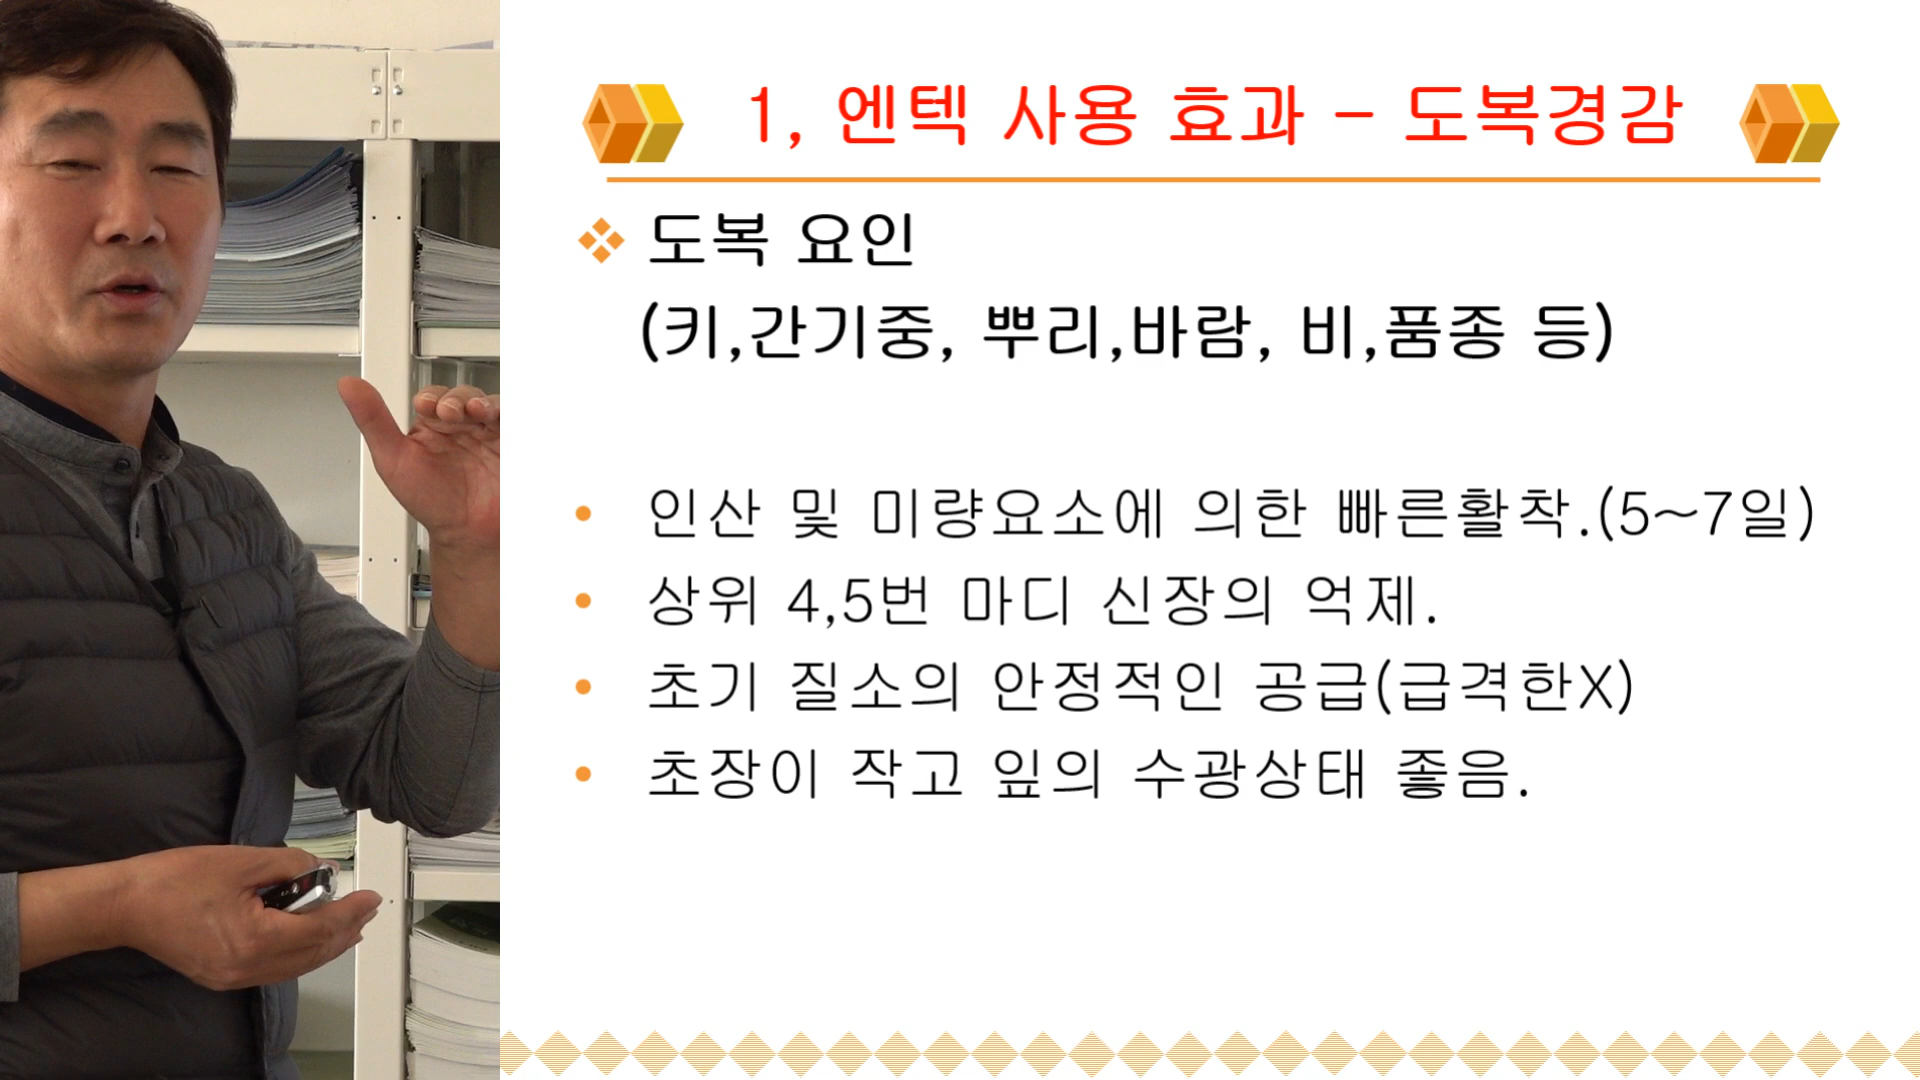 1, 엔텍 사용 효과 - 도복경감
도복 요인
(키,간기중, 뿌리,바람, 비,품종 등)
인산 및 미량요소에 의한 빠른활착.(5~7일)
상위 4,5번 마디 신장의 억제.
초기 질소의 안정적인 공급(급격한X)
초장이 작고 잎의 수광상태 좋음.